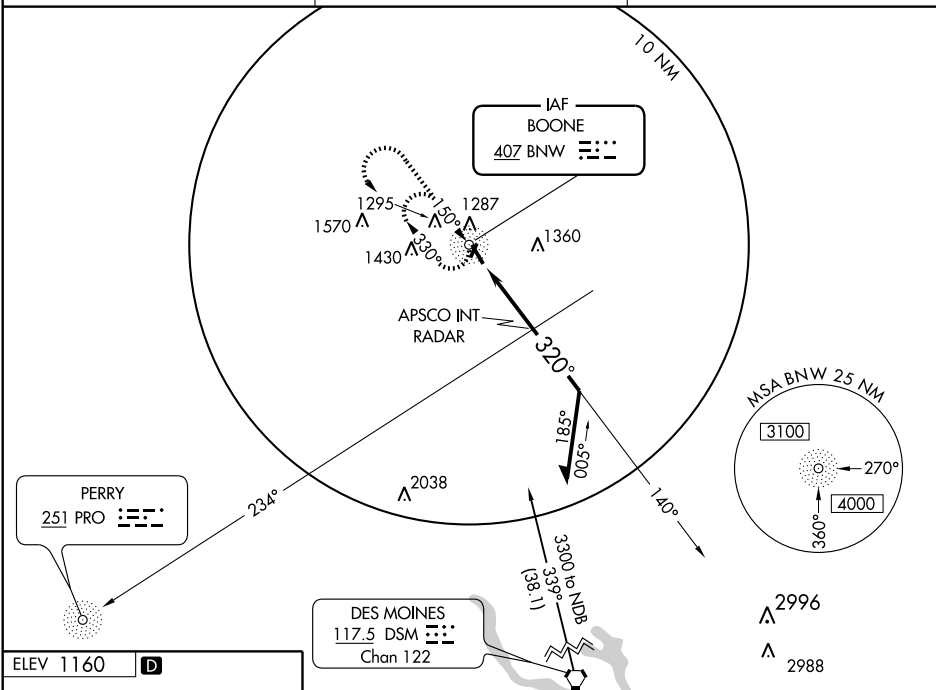 10 NM
IAF
BOONE
407 BNW
1295
150°
1287
1570
1430
330°
1360
APSCO INT
RADAR
320°
MSA BNW 25 NM
3100
270°
4000
360°
185°
005°
2038
140°
234°
PERRY
251 PRO
3300 to NDB
339°
(38.1)
DES MOINES
117.5 DSM
Chan 122
2996
2988
ELEV 1160
D